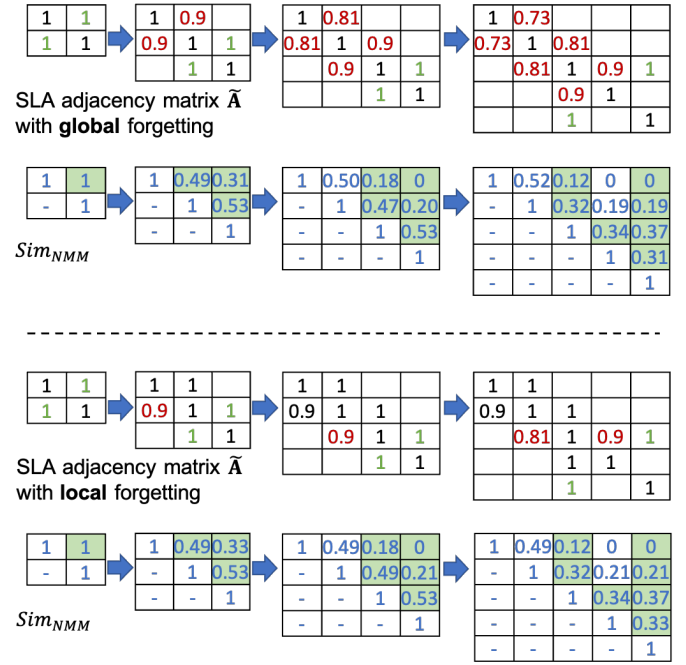 1 1
1 1
1 0.9
0.9 1 1
1 1
1 0.81
0.81 1 0.9
0.9 1 1
1 1
1 0.73
0.73 1 0.81
0.81 1 0.9 1
0.9 1
1 1
SLA adjacency matrix Ã
with global forgetting
1 1
- 1
1 0.49 0.31
- 1 0.53
- - 1
1 0.50 0.18 0
- 1 0.47 0.20
- - 1 0.53
- - - 1
1 0.52 0.12 0 0
- 1 0.32 0.19 0.19
- - 1 0.34 0.37
- - - 1 0.31
- - - - 1
Sim_NMM
1 1
1 1
1 1
0.9 1 1
1 1
1 1
0.9 1 1
0.9 1 1
1 1
1 1
0.9 1 1
0.81 1 0.9 1
1 1
1 1
SLA adjacency matrix Ã
with local forgetting
1 1
- 1
1 0.49 0.33
- 1 0.53
- - 1
1 0.49 0.18 0
- 1 0.49 0.21
- - 1 0.53
- - - 1
1 0.49 0.12 0 0
- 1 0.32 0.21 0.21
- - 1 0.34 0.37
- - - 1 0.33
- - - - 1
Sim_NMM